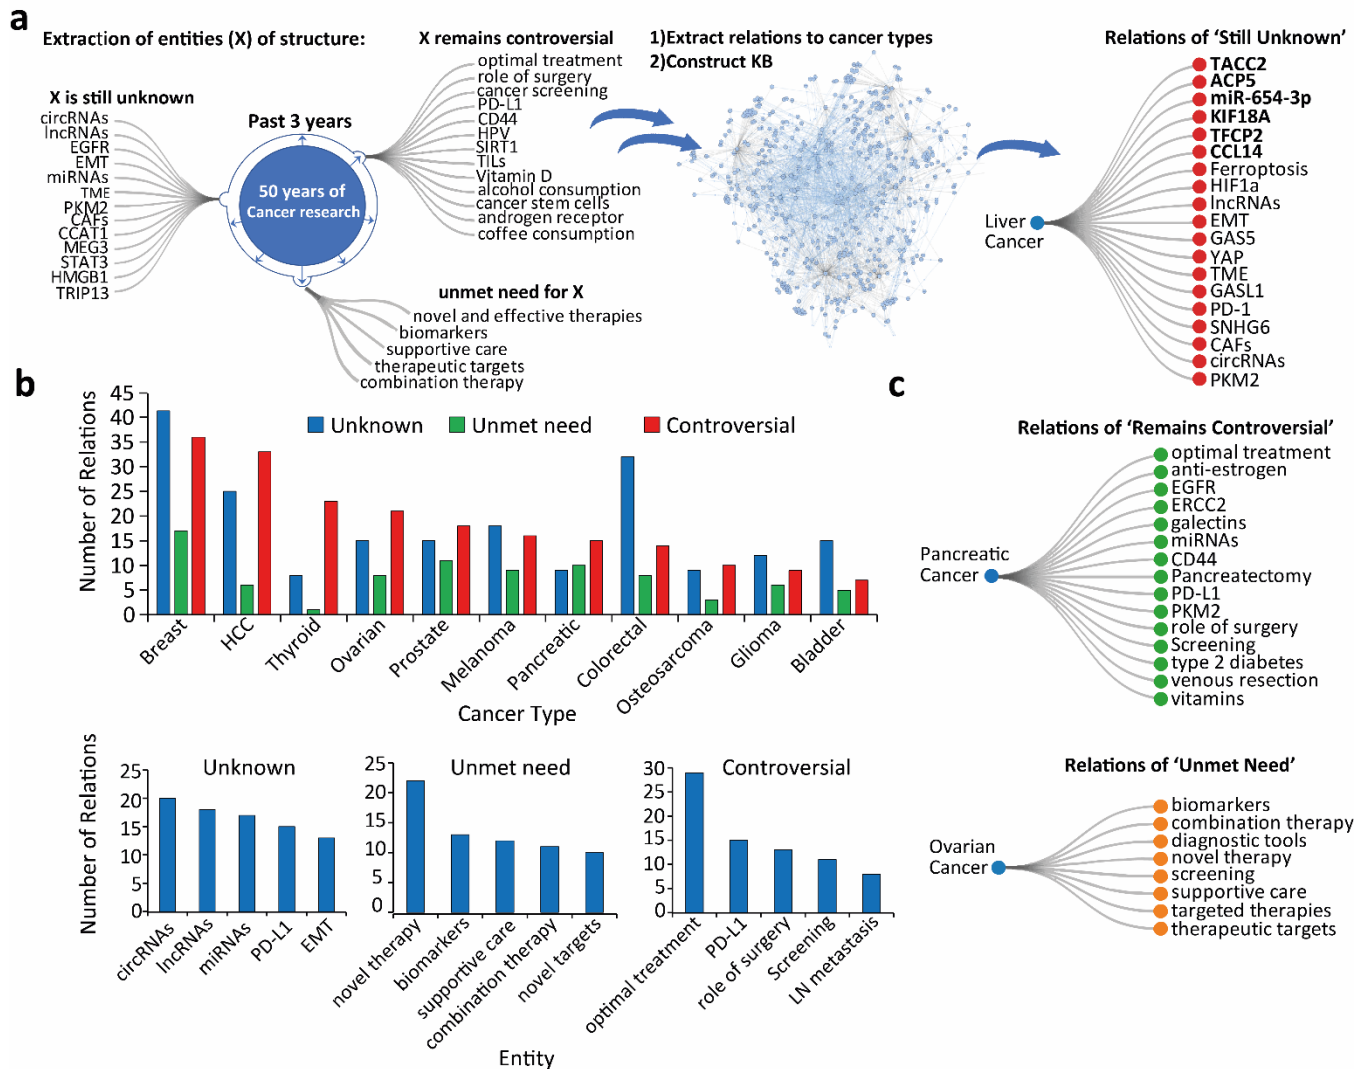 a
Extraction of entities (X) of structure:
X is still unknown
circRNAs
lncRNAs
EGFR
EMT
miRNAs
TME
PKM2
CAFs
CCAT1
MEG3
STAT3
HMGB1
TRIP13
Past 3 years
50 years of
Cancer research
X remains controversial
optimal treatment
role of surgery
cancer screening
PD-L1
CD44
HPV
SIRT1
TILs
Vitamin D
alcohol consumption
cancer stem cells
androgen receptor
coffee consumption
unmet need for X
novel and effective therapies
biomarkers
supportive care
therapeutic targets
combination therapy
1)Extract relations to cancer types
2)Construct KB
Relations of 'Still Unknown'
Liver
Cancer
TACC2
ACP5
miR-654-3p
KIF18A
TFCP2
CCL14
Ferroptosis
HIF1a
lncRNAs
EMT
GAS5
YAP
TME
GASL1
PD-1
SNHG6
CAFs
circRNAs
PKM2
b
Number of Relations
45
40
35
30
25
20
15
10
5
0
Unknown
Unmet need
Controversial
Breast
HCC
Thyroid
Ovarian
Prostate
Melanoma
Pancreatic
Colorectal
Osteosarcoma
Glioma
Bladder
Cancer Type
Number of Relations
Unknown
25
20
15
10
5
0
circRNAs
lncRNAs
miRNAs
PD-L1
EMT
Unmet need
25
20
15
10
5
0
novel therapy
biomarkers
supportive care
combination therapy
novel targets
Controversial
30
25
20
15
10
5
0
optimal treatment
PD-L1
role of surgery
Screening
LN metastasis
Entity
c
Relations of 'Remains Controversial'
Pancreatic
Cancer
optimal treatment
anti-estrogen
EGFR
ERCC2
galectins
miRNAs
CD44
Pancreatectomy
PD-L1
PKM2
role of surgery
Screening
type 2 diabetes
venous resection
vitamins
Relations of 'Unmet Need'
Ovarian
Cancer
biomarkers
combination therapy
diagnostic tools
novel therapy
screening
supportive care
targeted therapies
therapeutic targets